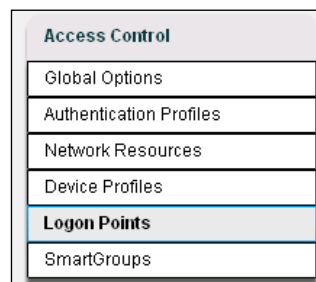 Access Control
Global Options
Authentication Profiles
Network Resources
Device Profiles
Logon Points
SmartGroups